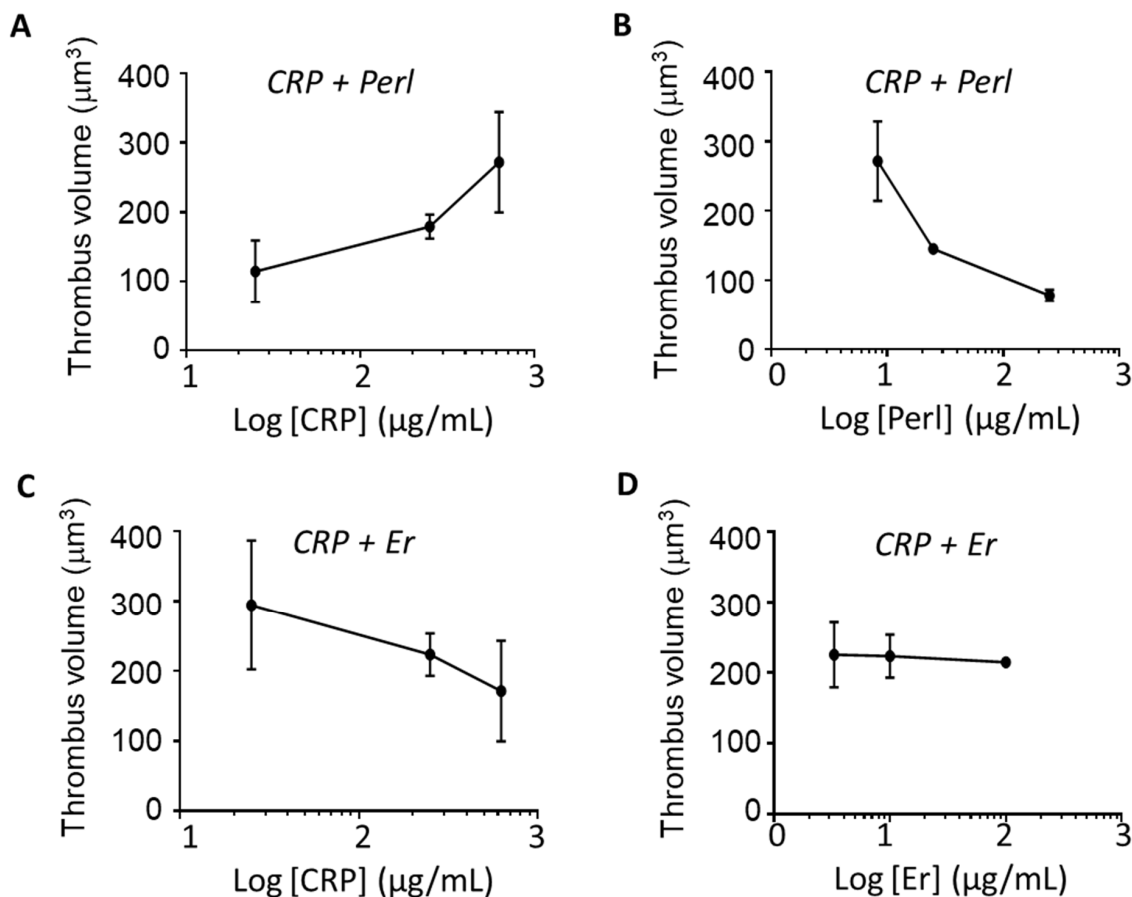 A
CRP + Perl
Thrombus volume (μm³)
400
300
200
100
0
1
2
3
Log [CRP] (μg/mL)
B
CRP + Perl
Thrombus volume (μm³)
400
300
200
100
0
0
1
2
3
Log [Perl] (μg/mL)
C
CRP + Er
Thrombus volume (μm³)
400
300
200
100
0
1
2
3
Log [CRP] (μg/mL)
D
CRP + Er
Thrombus volume (μm³)
400
300
200
100
0
0
1
2
3
Log [Er] (μg/mL)